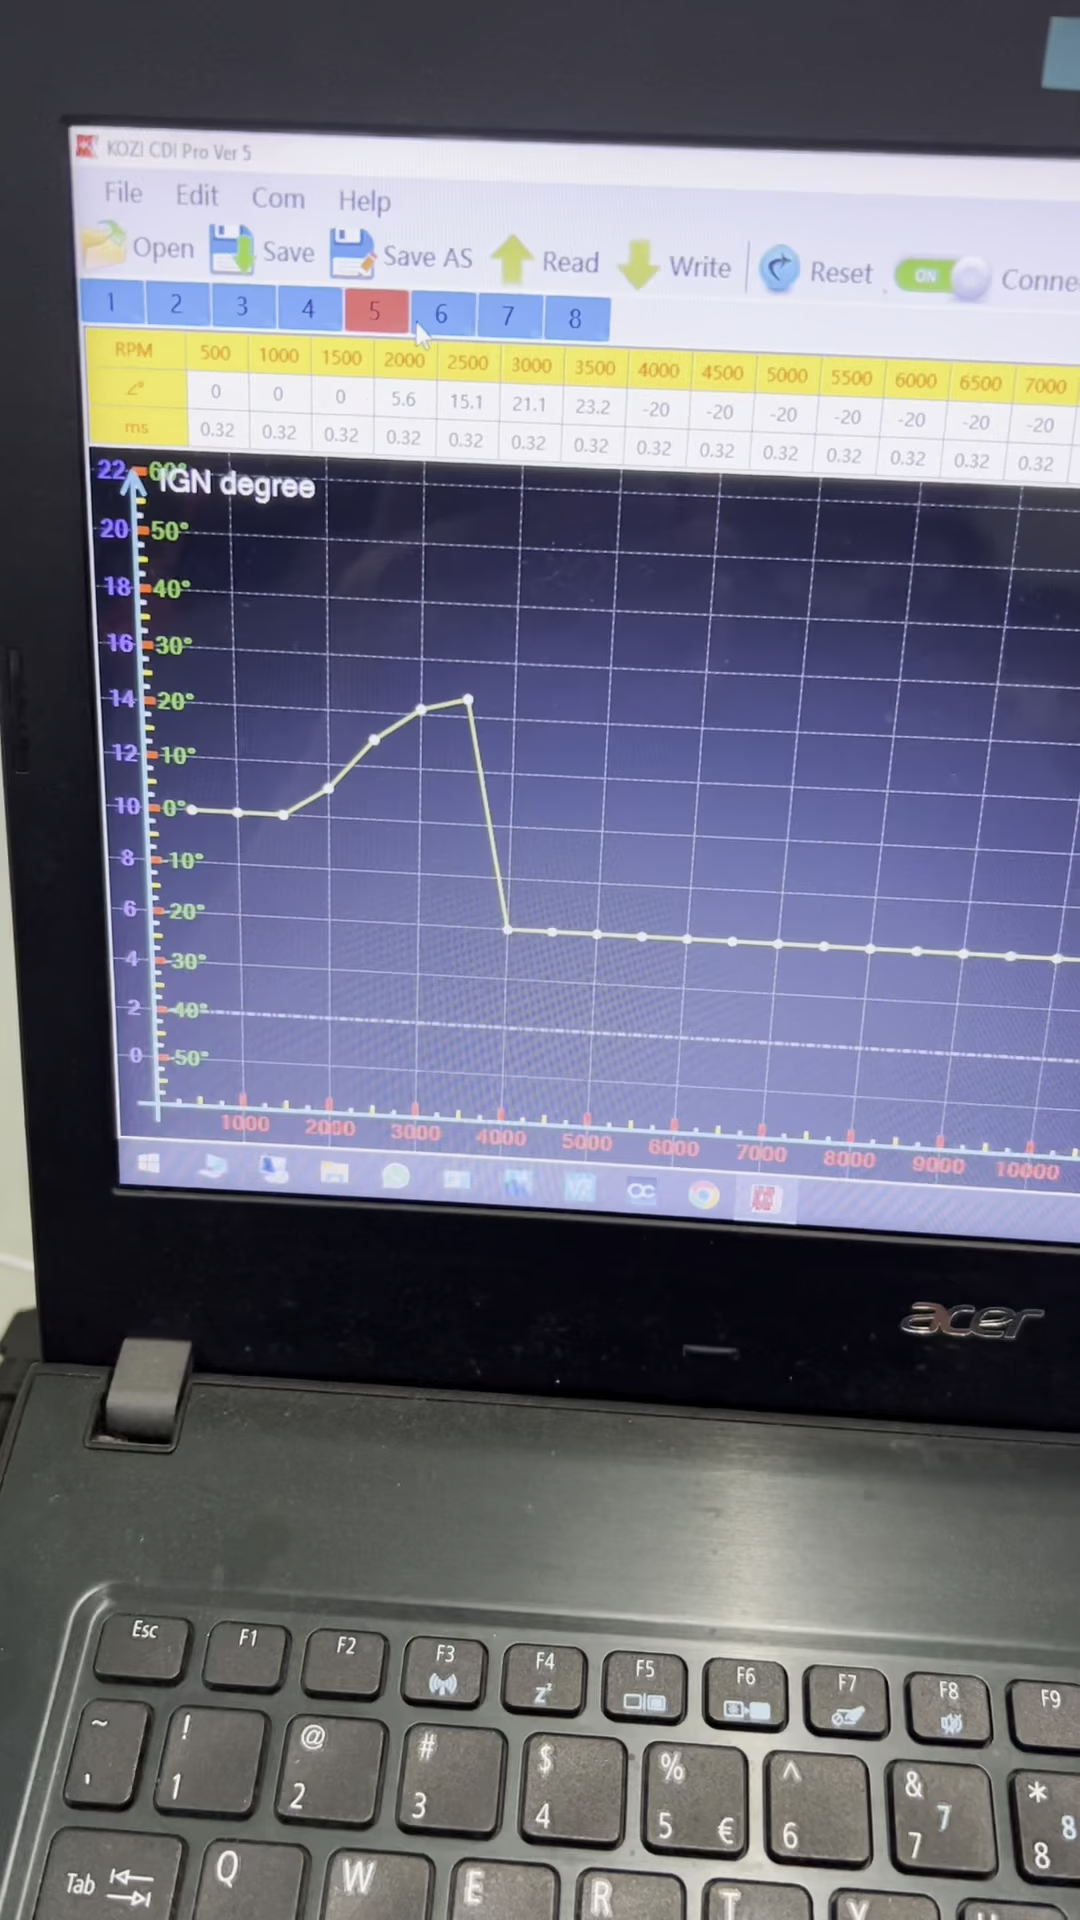 KOZI CDI Pro Ver 5
File Edit Com Help
Open Save Save AS Read Write Reset ON Conne
1 2 3 4 5 6 7 8
RPM 500 1000 1500 2000 2500 3000 3500 4000 4500 5000 5500 6000 6500 7000
0 0 0 5.6 15.1 21.1 23.2 -20 -20 -20 -20 -20 -20 -20
ms 0.32 0.32 0.32 0.32 0.32 0.32 0.32 0.32 0.32 0.32 0.32 0.32 0.32 0.32
22 60° IGN degree
20 50°
18 40°
16 30°
14 20°
12 10°
10 0°
8 -10°
6 -20°
4 -30°
2 -40°
0 -50°
1000 2000 3000 4000 5000 6000 7000 8000 9000 10000
acer
Esc F1 F2 F3 F4 F5 F6 F7 F8 F9
~ ! @ # $ % ^ & *
1 2 3 4 5 € 6 7 7 8 8
Tab Q W E R T Y U